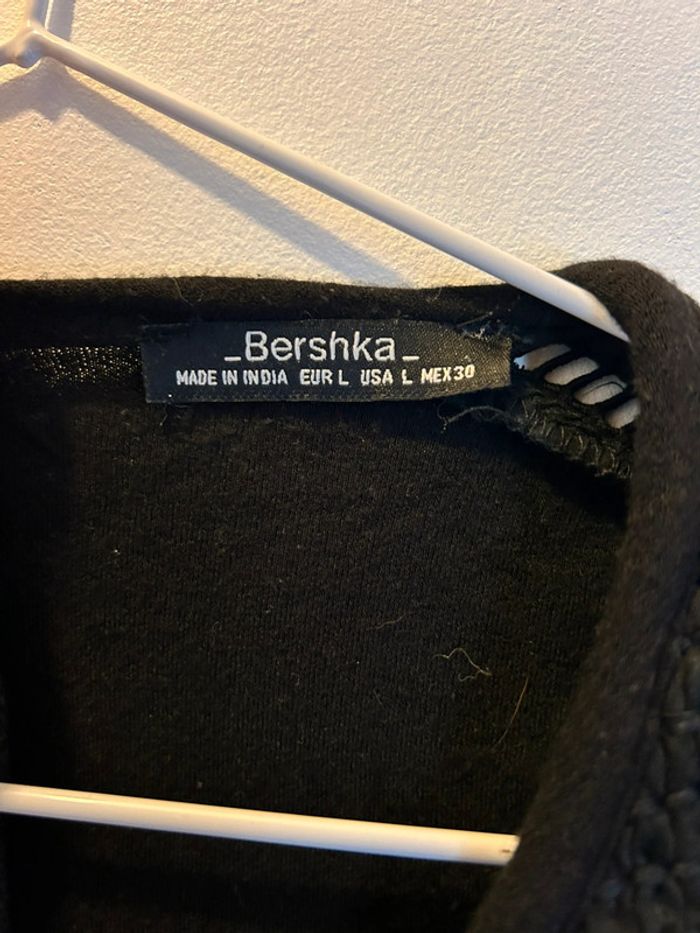 _Bershka_
MADE IN INDIA EUR L USA L MEX30